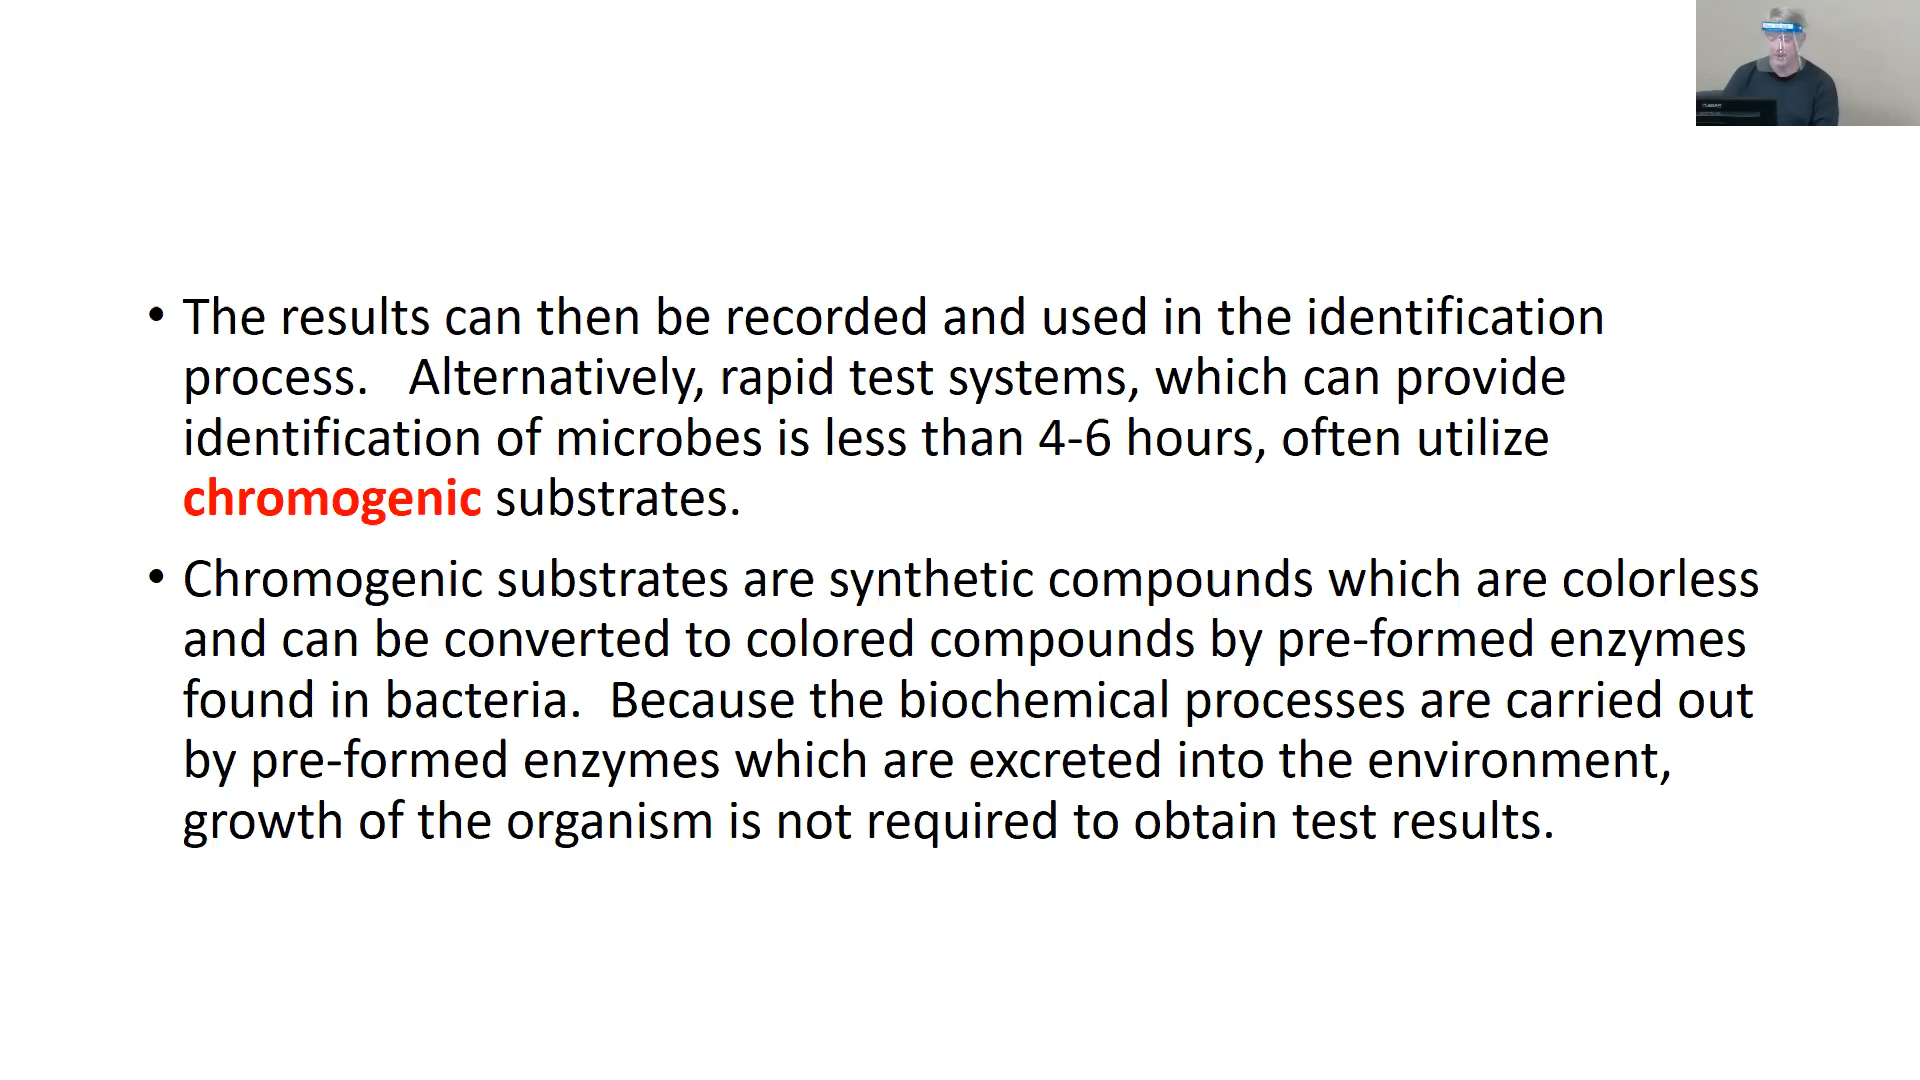 • The results can then be recorded and used in the identification
process.   Alternatively, rapid test systems, which can provide
identification of microbes is less than 4-6 hours, often utilize
chromogenic substrates.
• Chromogenic substrates are synthetic compounds which are colorless
and can be converted to colored compounds by pre-formed enzymes
found in bacteria.  Because the biochemical processes are carried out
by pre-formed enzymes which are excreted into the environment,
growth of the organism is not required to obtain test results.